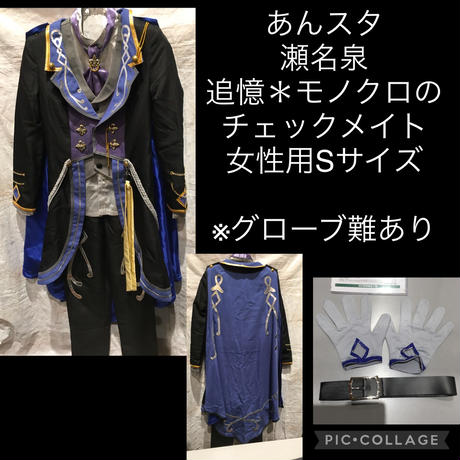 あんスタ
瀬名泉
追憶＊モノクロの
チェックメイト
女性用Sサイズ
※グローブ難あり
PIC•COLLAGE